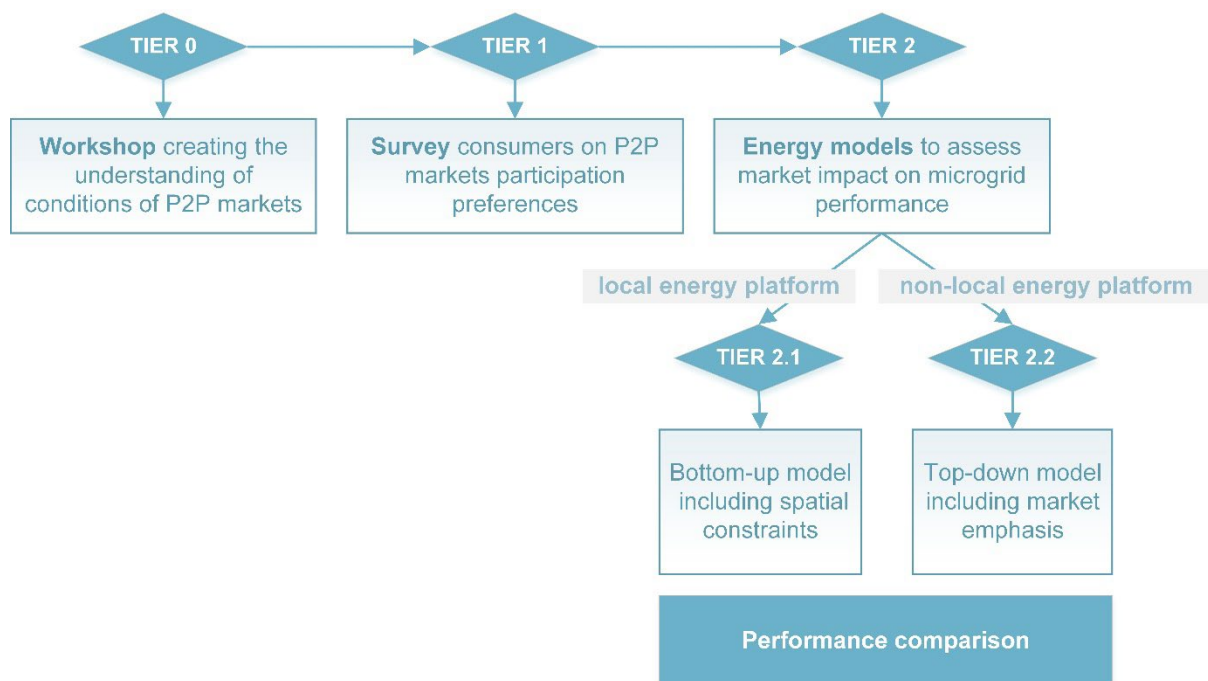 TIER 0
TIER 1
TIER 2
Workshop creating the
understanding of
conditions of P2P markets
Survey consumers on P2P
markets participation
preferences
Energy models to assess
market impact on microgrid
performance
local energy platform
non-local energy platform
TIER 2.1
TIER 2.2
Bottom-up model
including spatial
constraints
Top-down model
including market
emphasis
Performance comparison